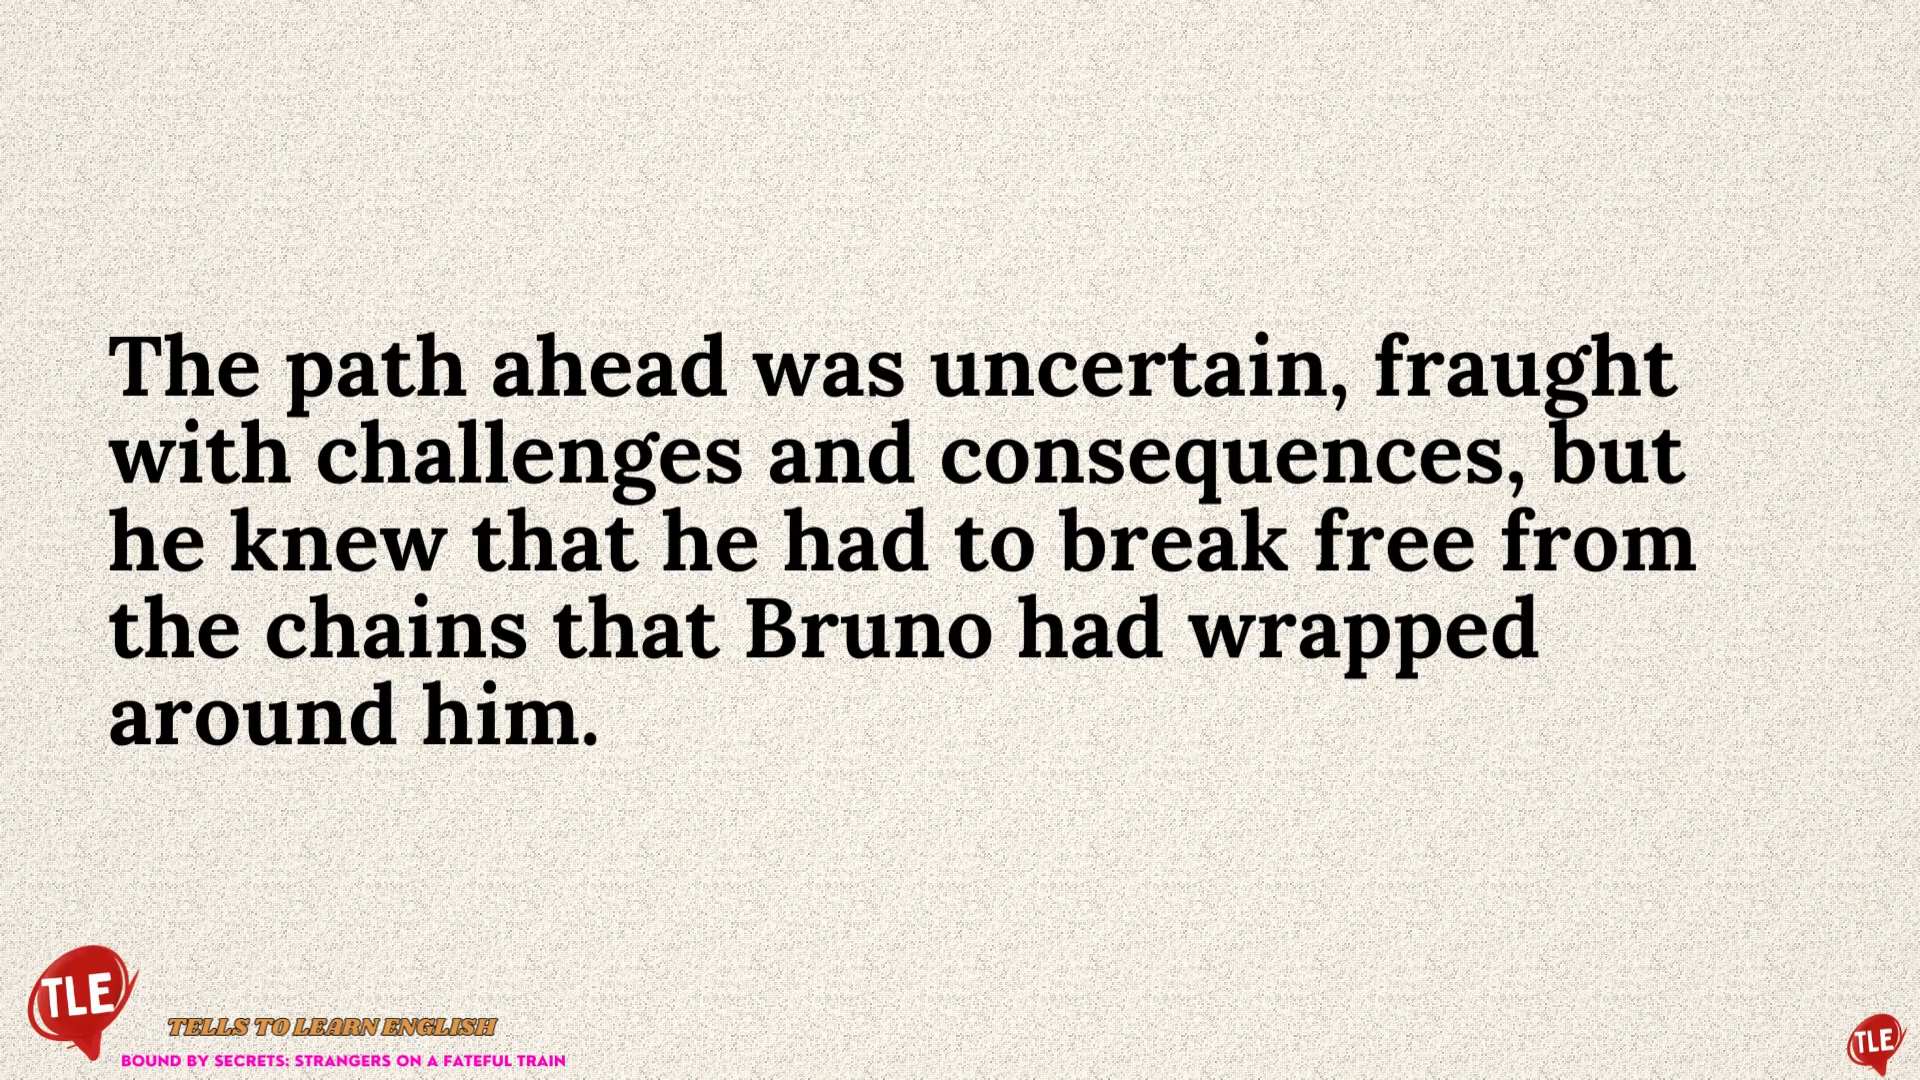 The path ahead was uncertain, fraught
with challenges and consequences, but
he knew that he had to break free from
the chains that Bruno had wrapped
around him.
TLE
TELLS TO LEARN ENGLISH
BOUND BY SECRETS: STRANGERS ON A FATEFUL TRAIN
TLE